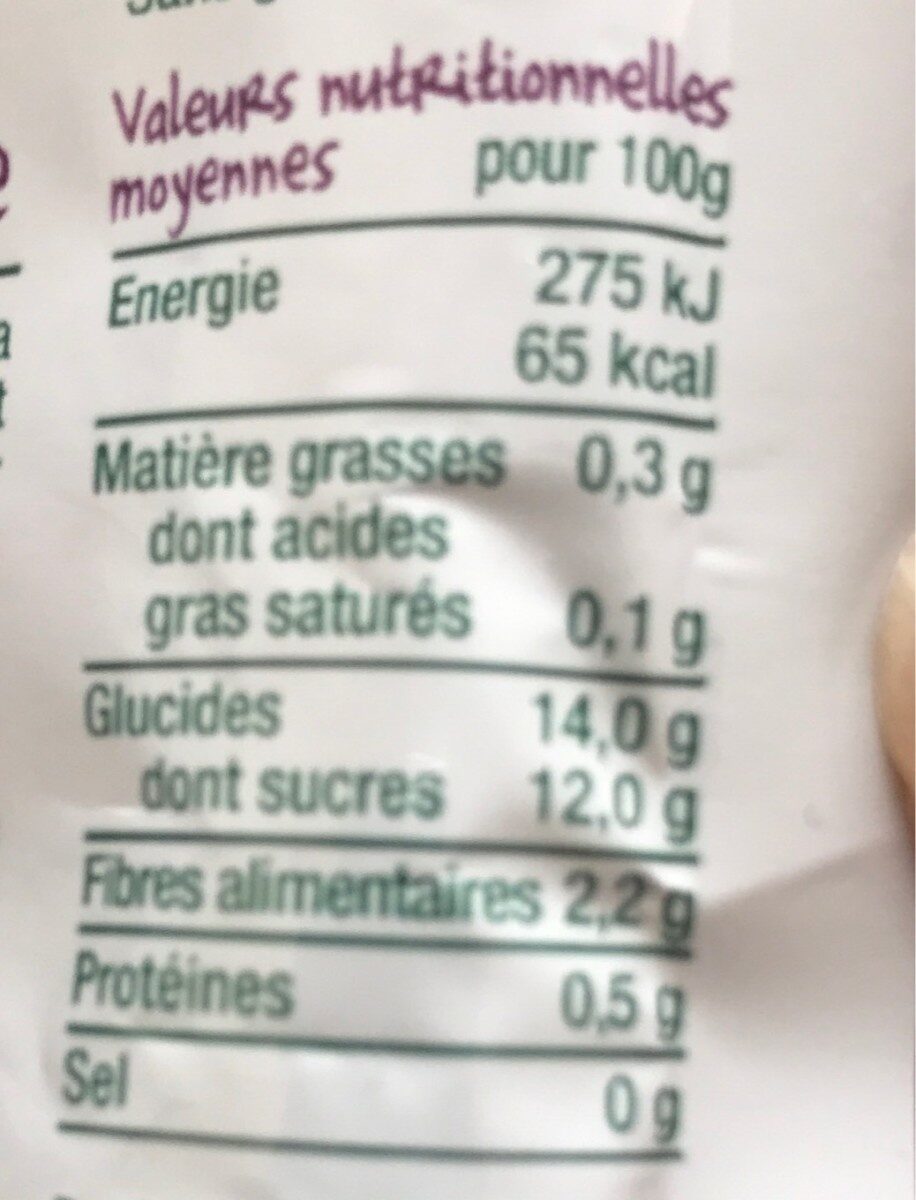 Valeurs nutritionnelles
moyennes pour 100g
Energie 275 kJ
65 kcal
Matière grasses 0,3 g
dont acides
gras saturés 0,1 g
Glucides 14,0 g
dont sucres 12,0 g
Fibres alimentaires 2,2 g
Protéines 0,5 g
Sel 0 g